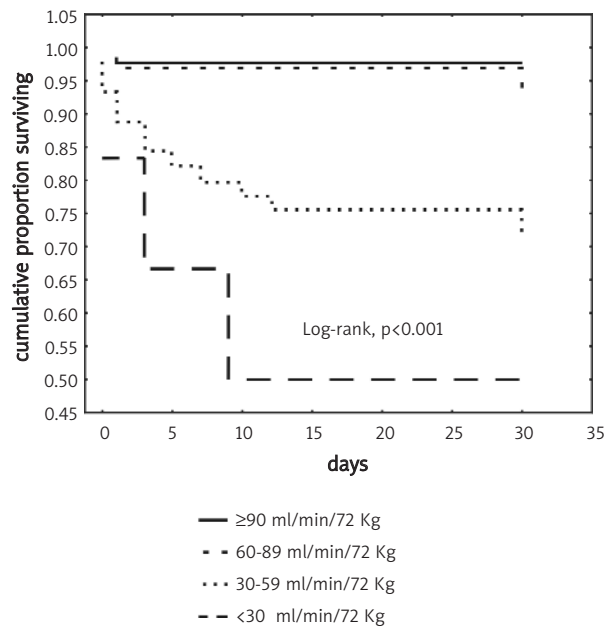 cumulative proportion surviving
1.05
1.00
0.95
0.90
0.85
0.80
0.75
0.70
0.65
0.60
0.55
0.50
0.45
Log-rank, p<0.001
0 5 10 15 20 25 30 35
days
≥90 ml/min/72 Kg
60-89 ml/min/72 Kg
30-59 ml/min/72 Kg
<30 ml/min/72 Kg